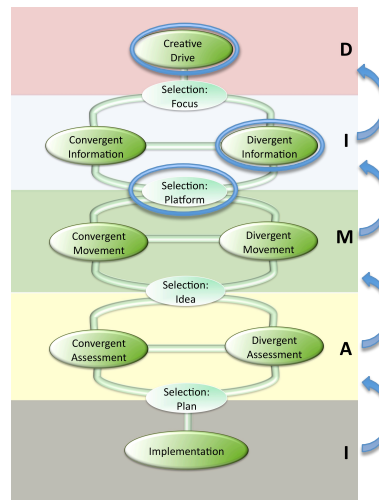 Creative
Drive
D
Selection:
Focus
Convergent
Information
Divergent
Information
I
Selection:
Platform
Convergent
Movement
Divergent
Movement
M
Selection:
Idea
Convergent
Assessment
Divergent
Assessment
A
Selection:
Plan
Implementation
I